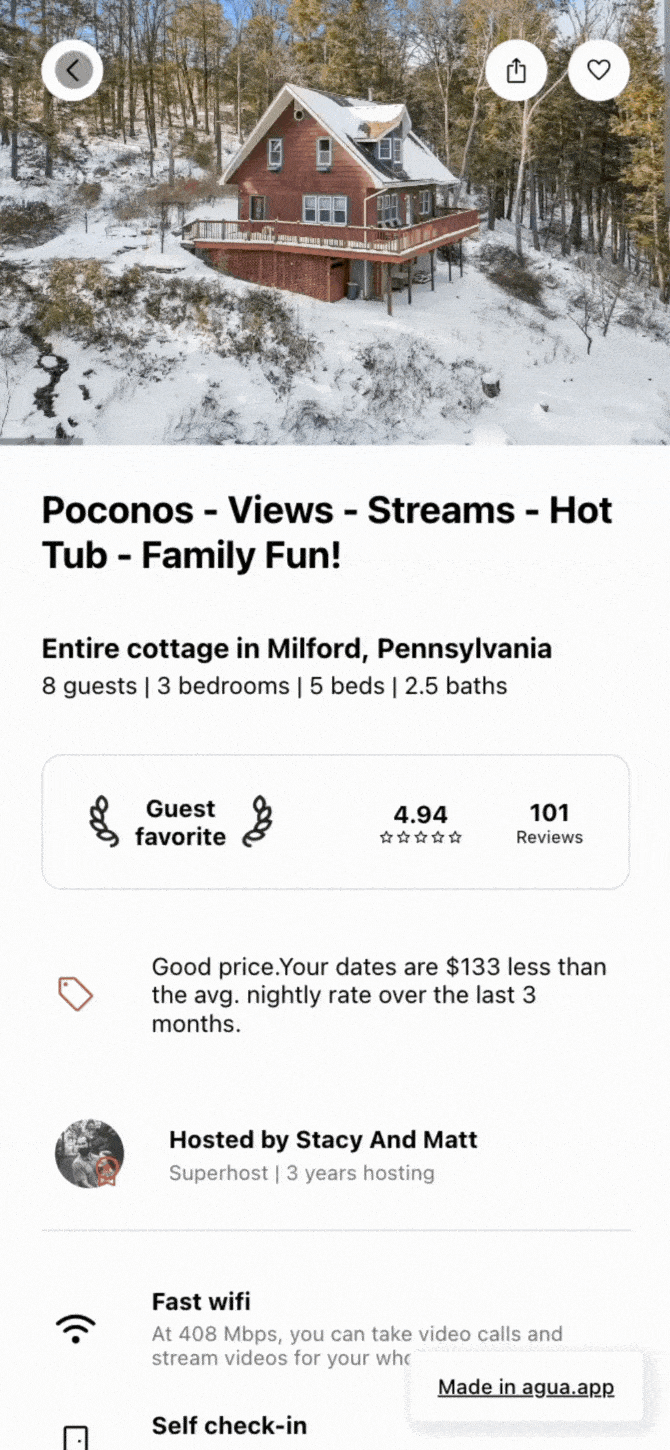 Poconos - Views - Streams - Hot
Tub - Family Fun!
Entire cottage in Milford, Pennsylvania
8 guests | 3 bedrooms | 5 beds | 2.5 baths
Guest
favorite
4.94
101
Reviews
Good price.Your dates are $133 less than
the avg. nightly rate over the last 3
months.
Hosted by Stacy And Matt
Superhost | 3 years hosting
Fast wifi
At 408 Mbps, you can take video calls and
stream videos for your
Made in agua.app
Self check-in